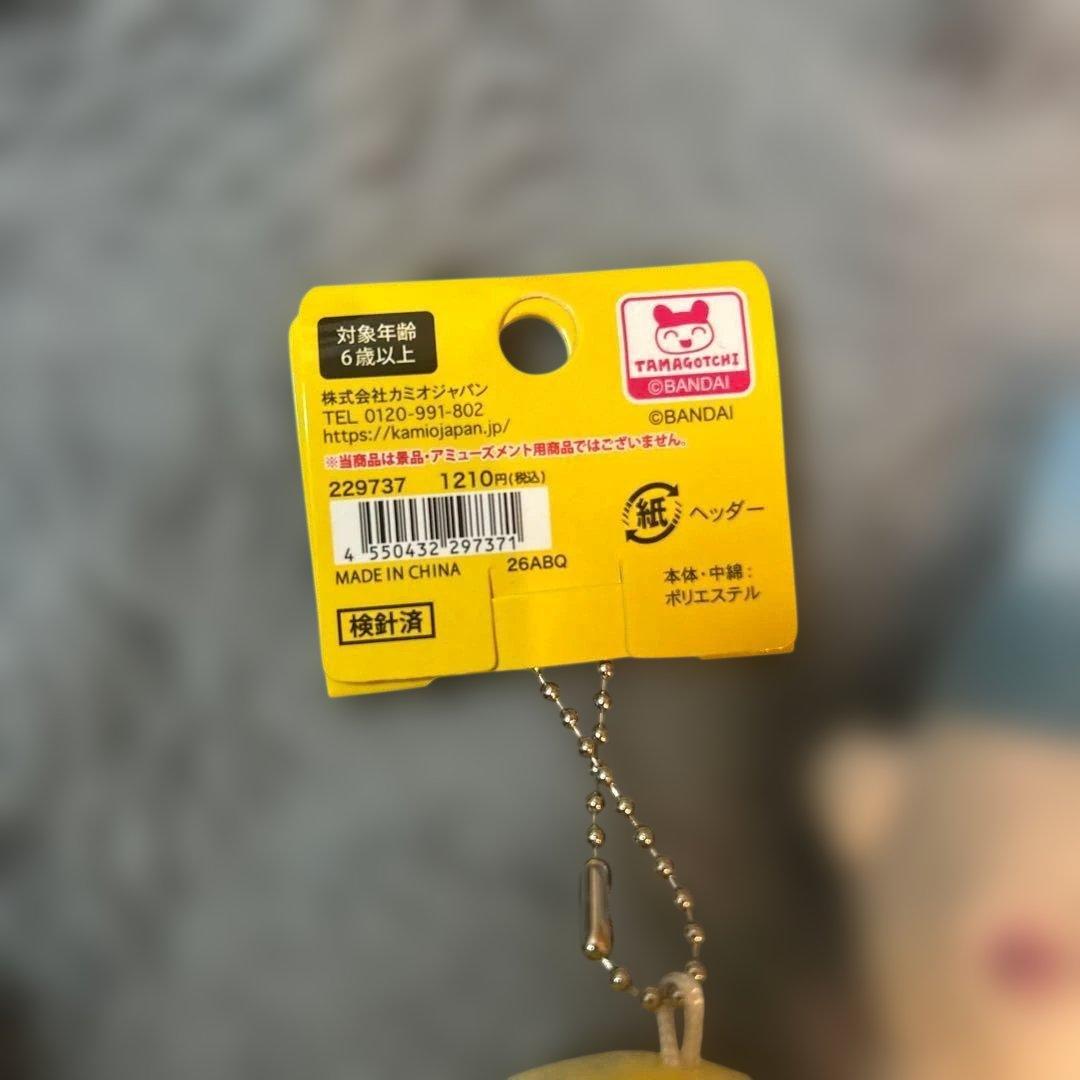 対象年齢
6歳以上
株式会社カミオジャパン
TEL 0120-991-802
https://kamiojapan.jp/
※当商品は景品・アミューズメント用商品ではございません。
229737 1210円(税込)
4 550432 297371
MADE IN CHINA 26ABQ
検針済
TAMAGOTCHI
©BANDAI
©BANDAI
紙 ヘッダー
本体・中綿：
ポリエステル